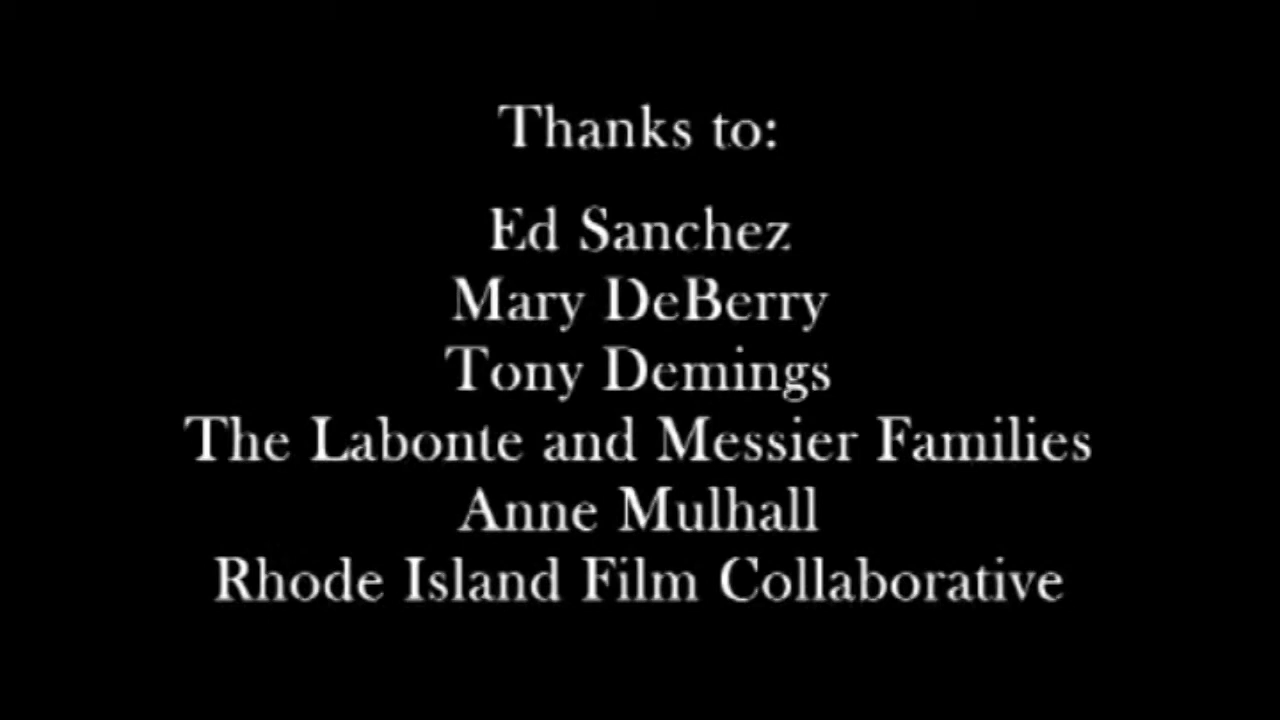 Thanks to:
Ed Sanchez
Mary DeBerry
Tony Demings
The Labonte and Messier Families
Anne Mulhall
Rhode Island Film Collaborative